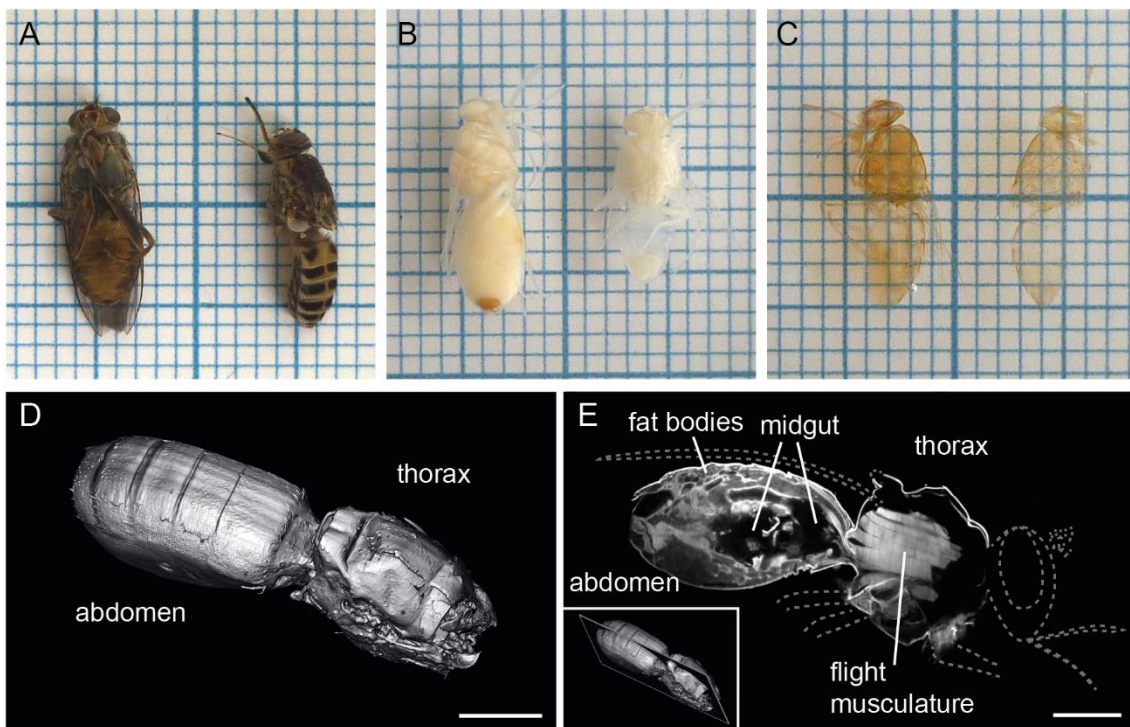 A
B
C
D
thorax
abdomen
E
fat bodies
midgut
thorax
abdomen
flight
musculature